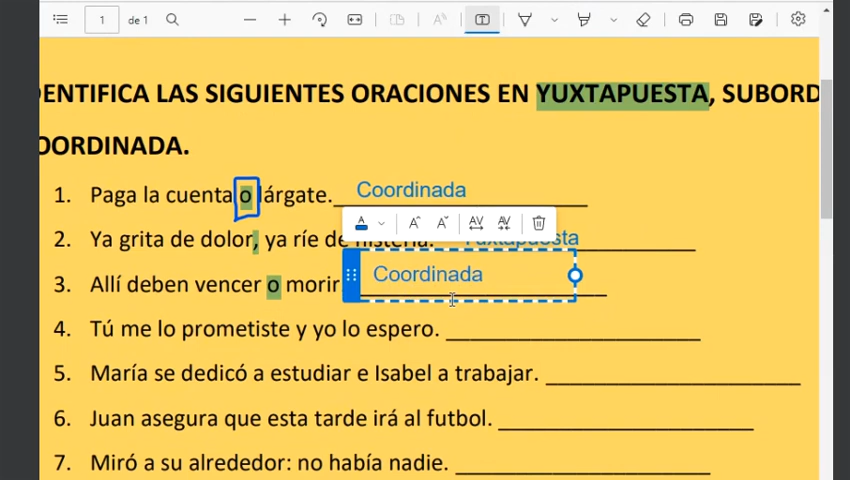 1 de 1
DENTIFICA LAS SIGUIENTES ORACIONES EN YUXTAPUESTA, SUBORD
OORDINADA.
1. Paga la cuenta o lárgate. Coordinada
2. Ya grita de dolor, ya ríe de histeria. Yuxtapuesta
3. Allí deben vencer o morir Coordinada
4. Tú me lo prometiste y yo lo espero.
5. María se dedicó a estudiar e Isabel a trabajar.
6. Juan asegura que esta tarde irá al futbol.
7. Miró a su alrededor: no había nadie.